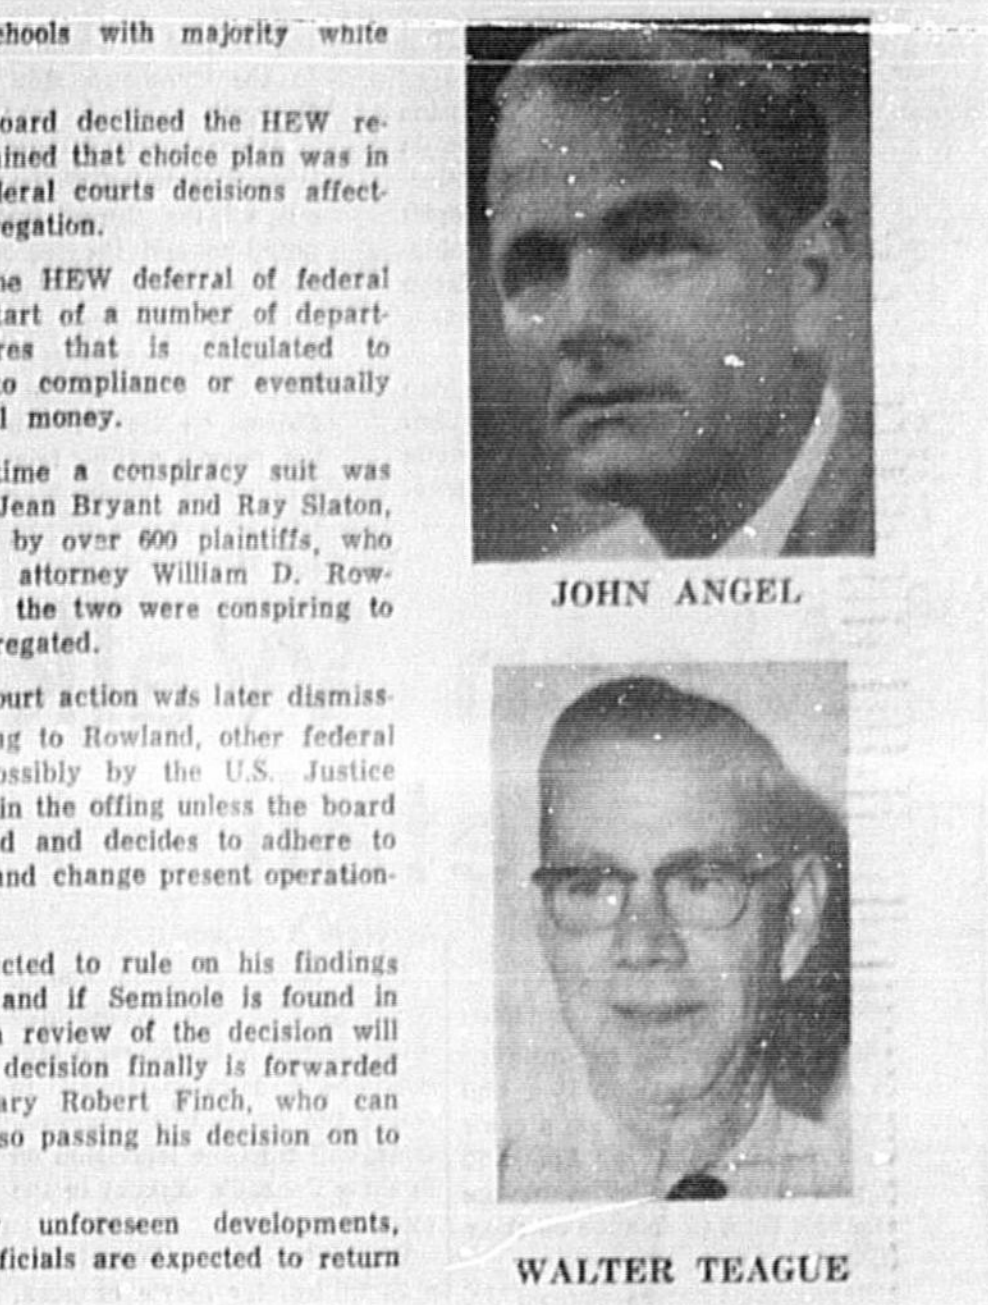 chools with majority white
oard declined the HEW re-
ined that choice plan was in
leral courts decisions affect-
egation.
he HEW deferral of federal
tart of a number of depart-
res that is calculated to
to compliance or eventually
l money.
time a conspiracy suit was
Jean Bryant and Ray Slaton,
by over 600 plaintiffs, who
attorney William D. Row-
the two were conspiring to
regated.
ourt action was later dismiss-
ng to Rowland, other federal
ossibly by the U.S. Justice
in the offing unless the board
d and decides to adhere to
and change present operation-
cted to rule on his findings
and if Seminole is found in
a review of the decision will
decision finally is forwarded
ary Robert Finch, who can
so passing his decision on to
unforeseen developments,
ficials are expected to return
JOHN ANGEL
WALTER TEAGUE